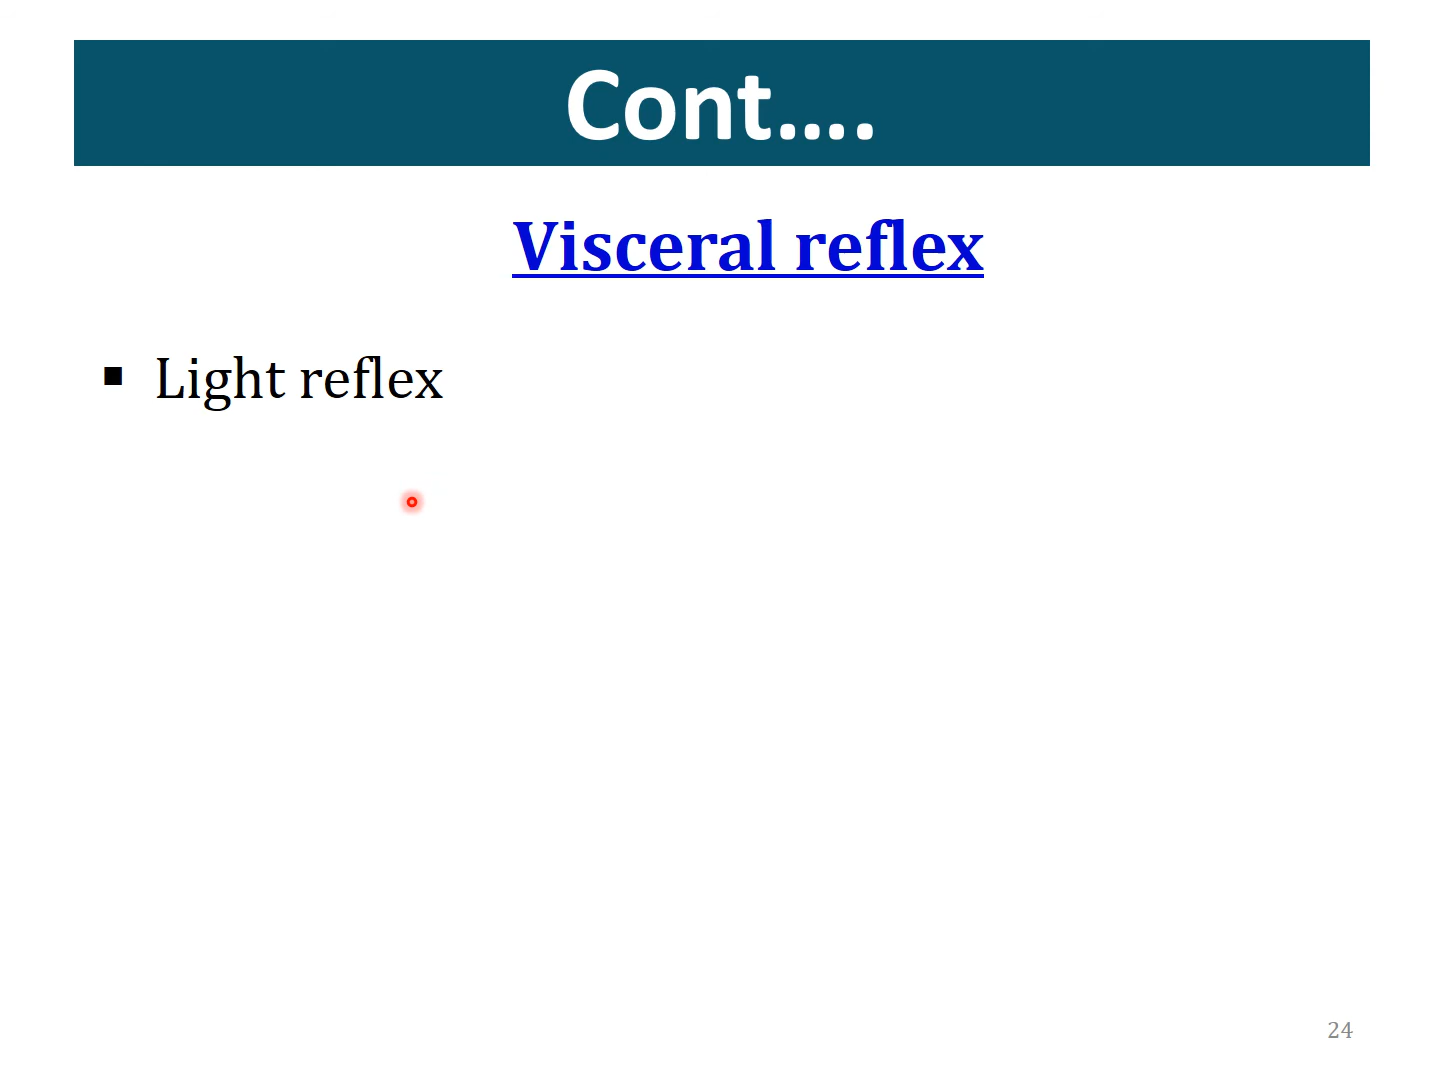 Cont….
Visceral reflex
▪ Light reflex
24